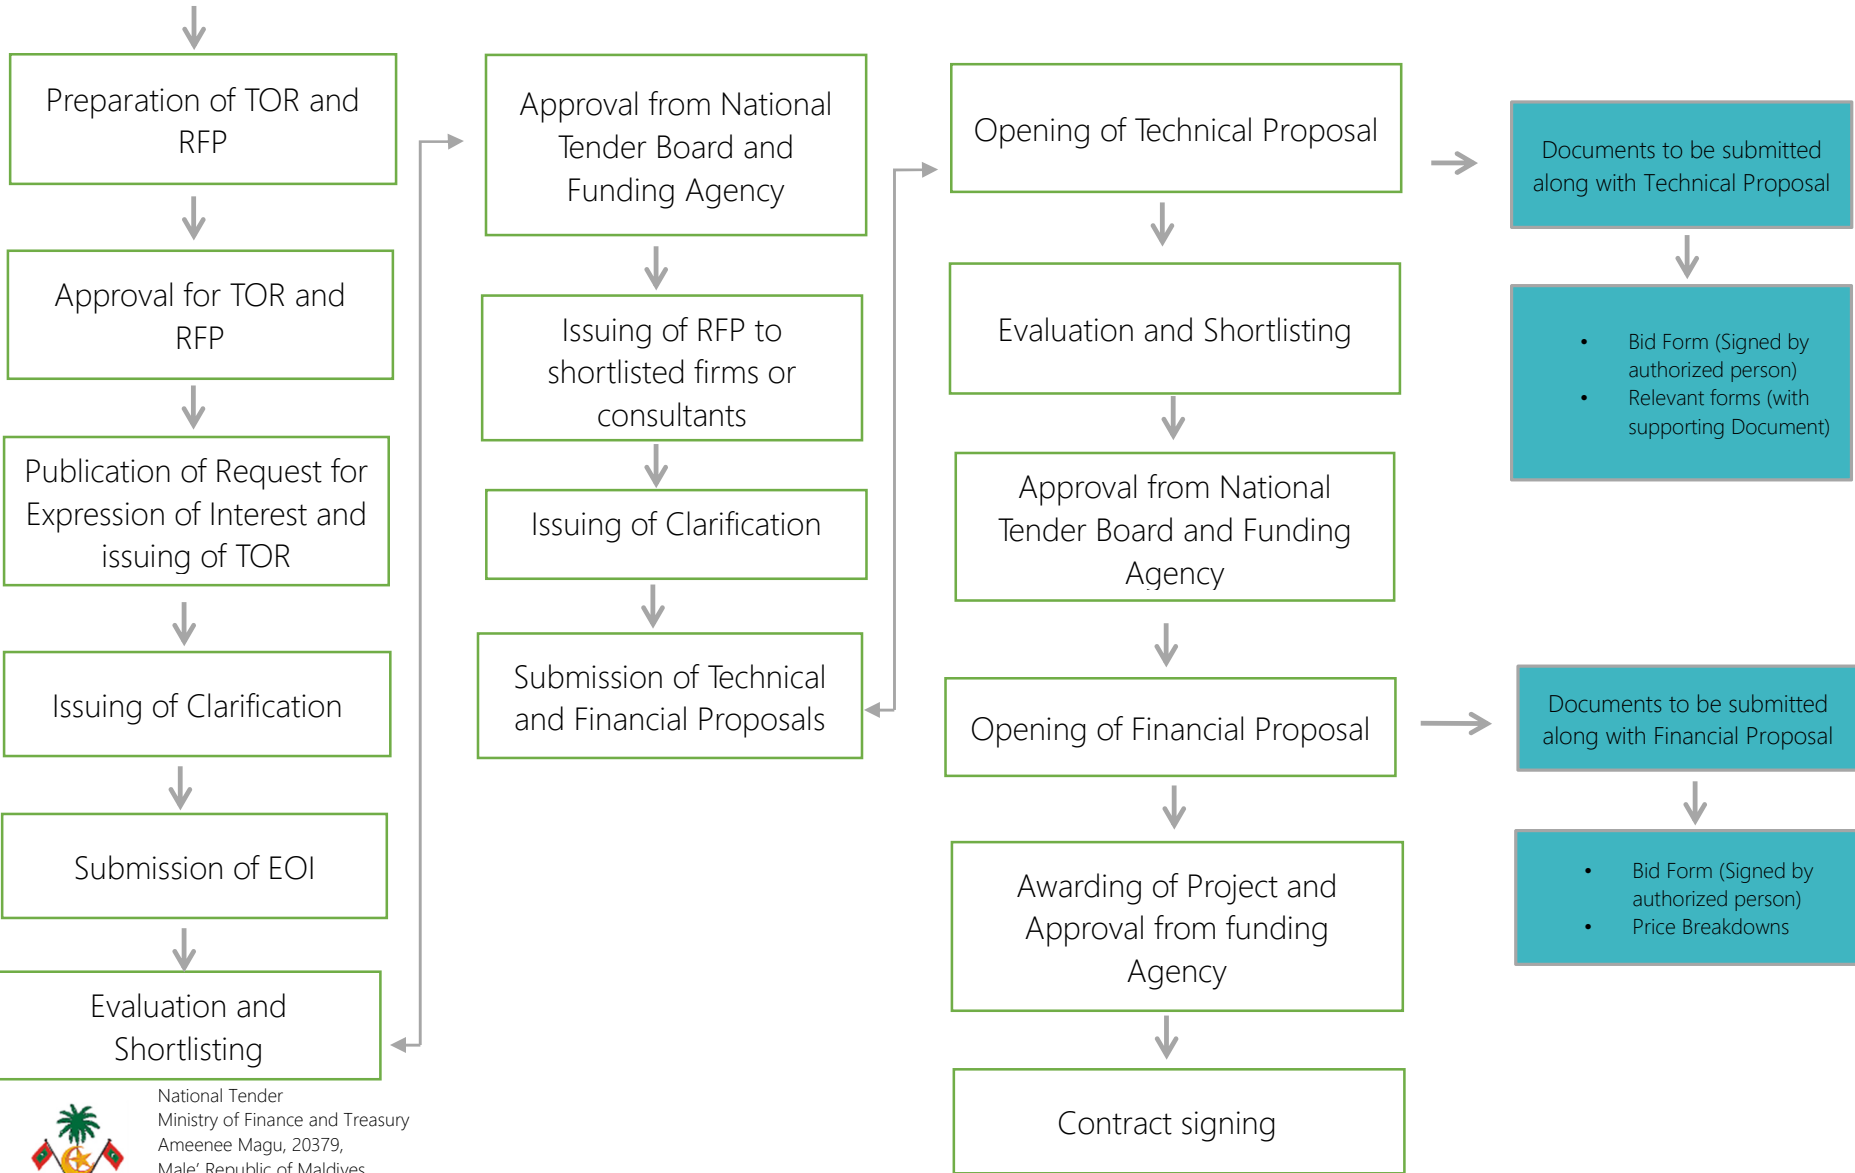 Preparation of TOR and
RFP
Approval for TOR and
RFP
Publication of Request for
Expression of Interest and
issuing of TOR
Issuing of Clarification
Submission of EOI
Evaluation and
Shortlisting
Approval from National
Tender Board and
Funding Agency
Issuing of RFP to
shortlisted firms or
consultants
Issuing of Clarification
Submission of Technical
and Financial Proposals
Opening of Technical Proposal
Evaluation and Shortlisting
Approval from National
Tender Board and Funding
Agency
Opening of Financial Proposal
Awarding of Project and
Approval from funding
Agency
Contract signing
Documents to be submitted
along with Technical Proposal
• Bid Form (Signed by
authorized person)
• Relevant forms (with
supporting Document)
Documents to be submitted
along with Financial Proposal
• Bid Form (Signed by
authorized person)
• Price Breakdowns
National Tender
Ministry of Finance and Treasury
Ameenee Magu, 20379,
Male’ Republic of Maldives